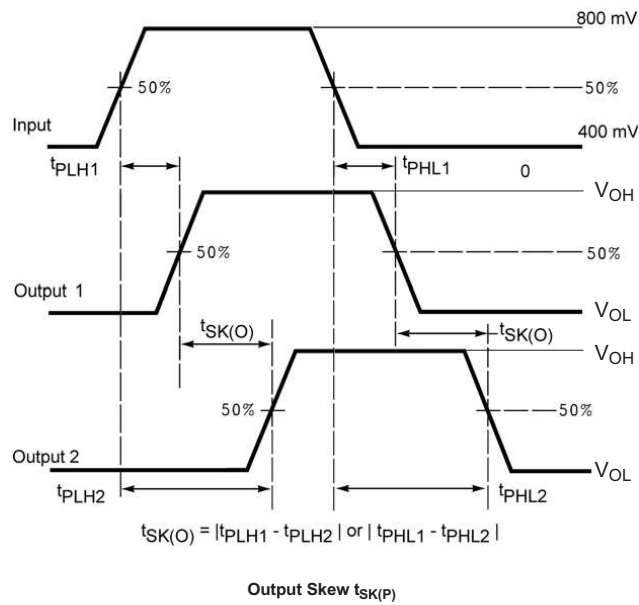 800 mV
50%
50%
Input
400 mV
tPLH1
tPHL1
0
VOH
50%
50%
Output 1
VOL
tSK(O)
tSK(O)
VOH
50%
50%
Output 2
VOL
tPLH2
tPHL2
tSK(O) = |tPLH1 - tPLH2| or | tPHL1 - tPHL2 |
Output Skew tSK(P)